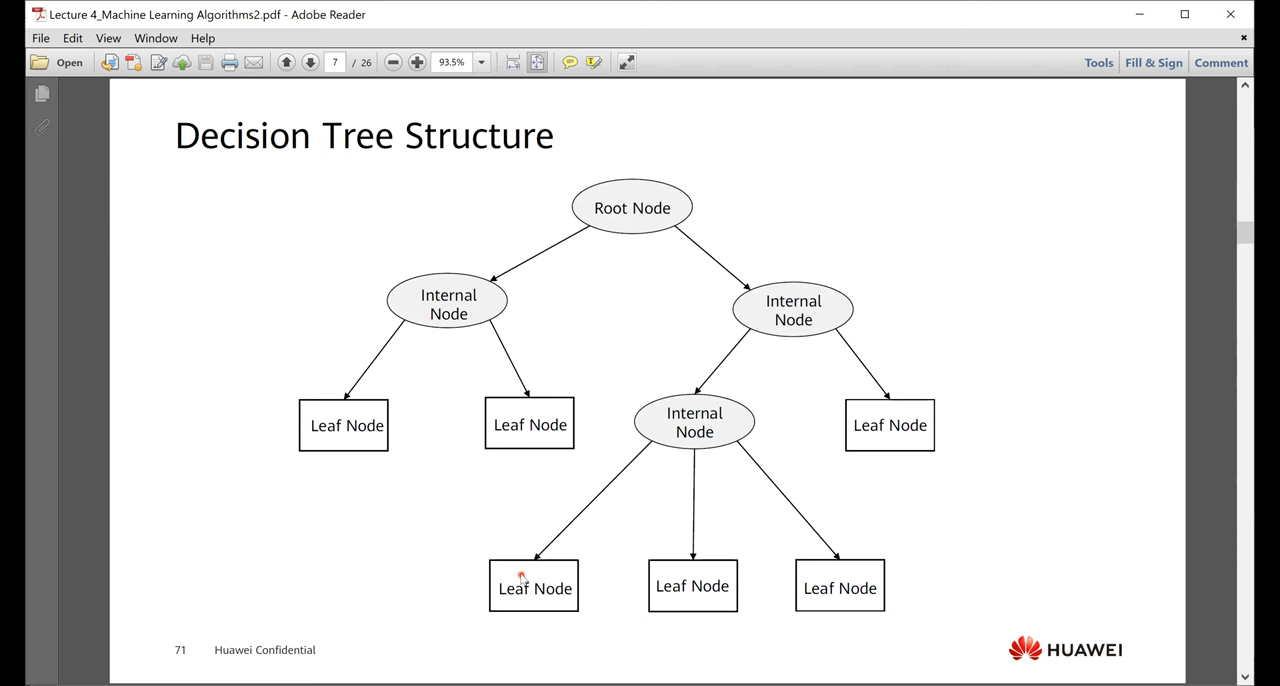 Lecture 4_Machine Learning Algorithms2.pdf - Adobe Reader
File Edit View Window Help
Open 7 / 26 93.5% Tools Fill & Sign Comment
Decision Tree Structure
Root Node
Internal
Node
Internal
Node
Leaf Node
Leaf Node
Internal
Node
Leaf Node
Leaf Node
Leaf Node
Leaf Node
71 Huawei Confidential
HUAWEI